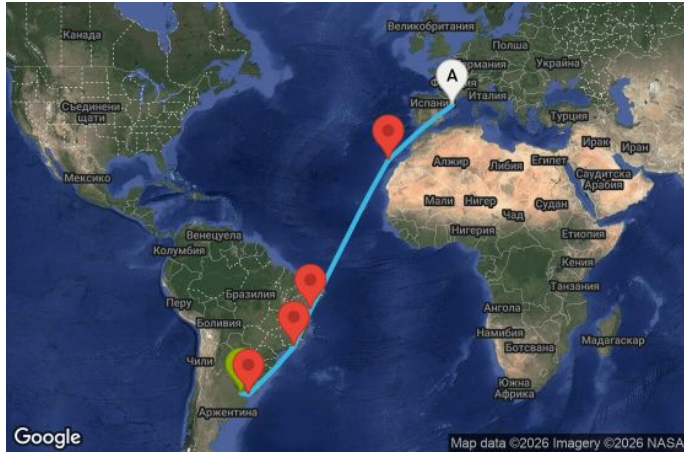 Канада
Великобритания
Полша
Германия
Украйна
Франция
A
Италия
Испания
Съединени
щати
Турция
Ирак
Иран
Алжир
Либия
Египет
Саудитска
Арабия
Мексико
Мали
Нигер
Чад
Судан
Нигерия
Етиопия
Венецуела
Колумбия
Кения
Танзания
Перу
Бразилия
Ангола
Боливия
Намибия
Ботсвана
Мадагаскар
Чили
Южна
Африка
Аржентина
Google
Map data ©2026 Imagery ©2026 NASA